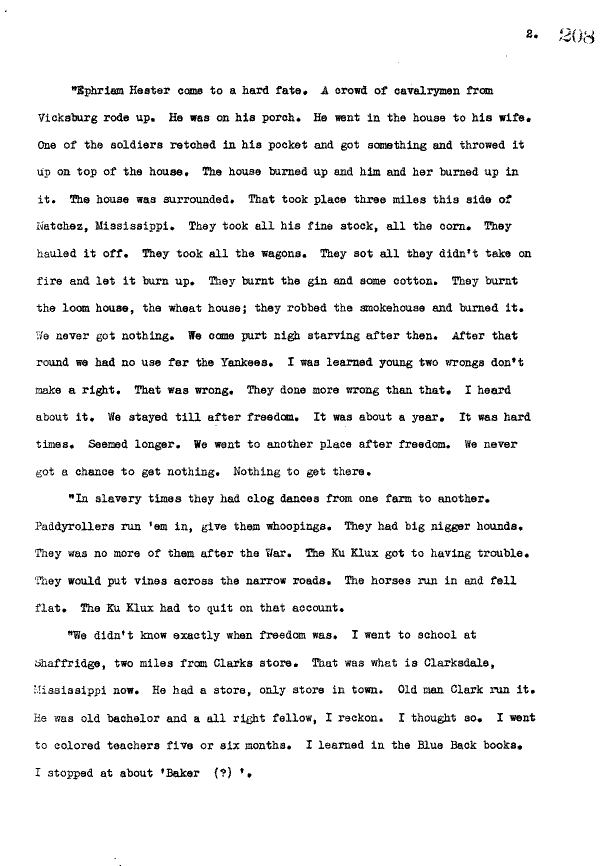 2. 208
"Ephriam Hester come to a hard fate. A crowd of cavalrymen from
Vicksburg rode up. He was on his porch. He went in the house to his wife.
One of the soldiers retched in his pocket and got something and throwed it
up on top of the house. The house burned up and him and her burned up in
it. The house was surrounded. That took place three miles this side of
Natchez, Mississippi. They took all his fine stock, all the corn. They
hauled it off. They took all the wagons. They sot all they didn't take on
fire and let it burn up. They burnt the gin and some cotton. They burnt
the loom house, the wheat house; they robbed the smokehouse and burned it.
We never got nothing. We come purt nigh starving after then. After that
round we had no use fer the Yankees. I was learned young two wrongs don't
make a right. That was wrong. They done more wrong than that. I heard
about it. We stayed till after freedom. It was about a year. It was hard
times. Seemed longer. We went to another place after freedom. We never
got a chance to get nothing. Nothing to get there.
"In slavery times they had clog dances from one farm to another.
Paddyrollers run 'em in, give them whoopings. They had big nigger hounds.
They was no more of them after the War. The Ku Klux got to having trouble.
They would put vines across the narrow roads. The horses run in and fell
flat. The Ku Klux had to quit on that account.
"We didn't know exactly when freedom was. I went to school at
Shaffridge, two miles from Clarks store. That was what is Clarksdale,
Mississippi now. He had a store, only store in town. Old man Clark run it.
He was old bachelor and a all right fellow, I reckon. I thought so. I went
to colored teachers five or six months. I learned in the Blue Back books.
I stopped at about 'Baker (?) '.